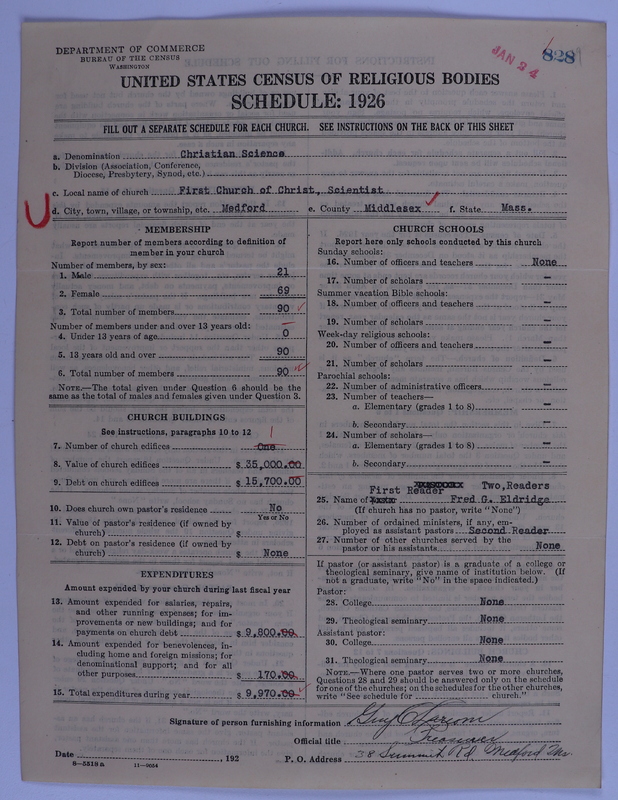 DEPARTMENT OF COMMERCE
BUREAU OF THE CENSUS
WASHINGTON
JAN 24
828
UNITED STATES CENSUS OF RELIGIOUS BODIES
SCHEDULE: 1926
FILL OUT A SEPARATE SCHEDULE FOR EACH CHURCH. SEE INSTRUCTIONS ON THE BACK OF THIS SHEET
a. Denomination Christian Science
b. Division (Association, Conference,
Diocese, Presbytery, Synod, etc.)
c. Local name of church First Church of Christ, Scientist
d. City, town, village, or township, etc. Medford e. County Middlesex f. State Mass.
MEMBERSHIP
Report number of members according to definition of
member in your church
Number of members, by sex:
1. Male 21
2. Female 69
3. Total number of members 90
Number of members under and over 13 years old:
4. Under 13 years of age 0
5. 13 years old and over 90
6. Total number of members 90
NOTE.—The total given under Question 6 should be the
same as the total of males and females given under Question 3.
CHURCH BUILDINGS
See instructions, paragraphs 10 to 12
7. Number of church edifices One 1
8. Value of church edifices $ 35,000.00
9. Debt on church edifices $ 15,700.00
10. Does church own pastor's residence No
Yes or No
11. Value of pastor's residence (if owned by
church) $
12. Debt on pastor's residence (if owned by
church) $ None
EXPENDITURES
Amount expended by your church during last fiscal year
13. Amount expended for salaries, repairs,
and other running expenses; for im-
provements or new buildings; and for
payments on church debt $ 9,800.00
14. Amount expended for benevolences, in-
cluding home and foreign missions; for
denominational support; and for all
other purposes $ 170.00
15. Total expenditures during year $ 9,970.00
CHURCH SCHOOLS
Report here only schools conducted by this church
Sunday schools:
16. Number of officers and teachers None
17. Number of scholars —
Summer vacation Bible schools:
18. Number of officers and teachers —
19. Number of scholars —
Week-day religious schools:
20. Number of officers and teachers —
21. Number of scholars —
Parochial schools:
22. Number of administrative officers —
23. Number of teachers—
a. Elementary (grades 1 to 8) —
b. Secondary —
24. Number of scholars—
a. Elementary (grades 1 to 8) —
b. Secondary —
First Reader Two, Readers
25. Name of Fred G. Eldridge
(If church has no pastor, write "None")
26. Number of ordained ministers, if any, em-
ployed as assistant pastors Second Reader
27. Number of other churches served by the
pastor or his assistants None
If pastor (or assistant pastor) is a graduate of a college or
theological seminary, give name of institution below. (If
not a graduate, write "No" in the space indicated.)
Pastor:
28. College None
29. Theological seminary None
Assistant pastor:
30. College None
31. Theological seminary None
NOTE.—Where one pastor serves two or more churches,
Questions 28 and 29 should be answered only on the schedule
for one of the churches; on the schedules for the other churches,
write "See schedule for church."
Signature of person furnishing information Guy C.
Official title Treasurer
Date , 192 P. O. Address 38 Summit Rd. Medford Ms.
8—5818 a 11—9034